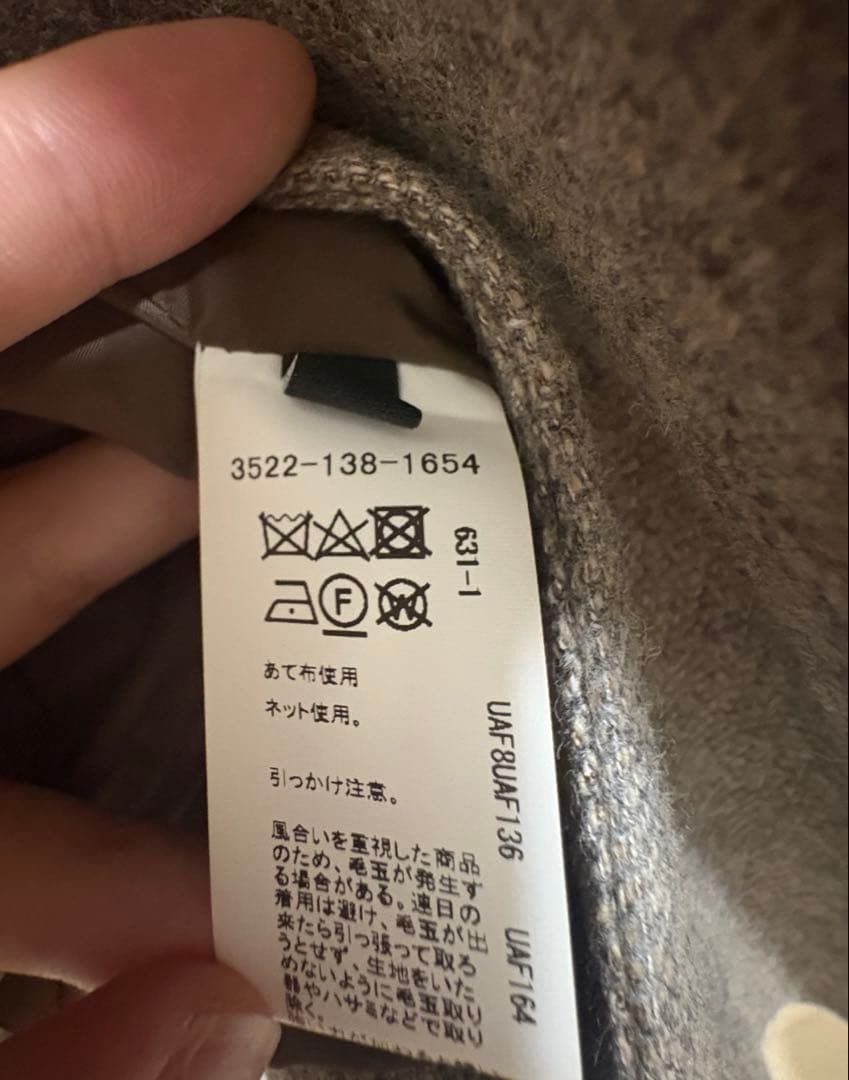 3522-138-1654
631-1
F
W
あて布使用
ネット使用。
引っかけ注意。
UAF8UAF136 UAF164
風合いを重視した商品
のため、毛玉が発生す
る場合がある。連日の
着用は避け、毛玉が出
来たら引っ張って取ろ
うとせず、生地をいた
めないように毛玉取り
器やハサミなどで取り
除く。